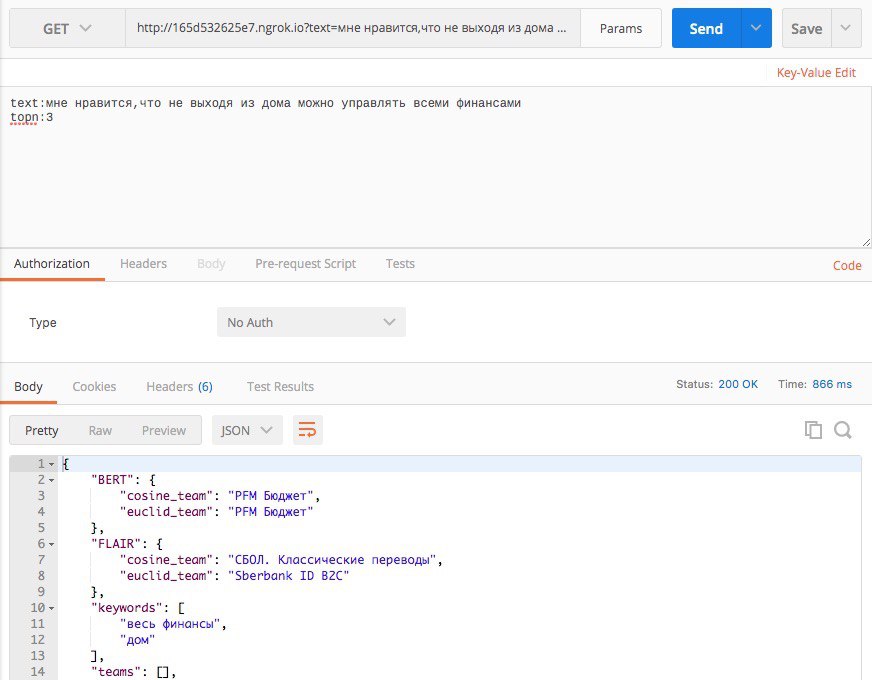 GET http://165d532625e7.ngrok.io?text=мне нравится,что не выходя из дома ... Params Send Save
Key-Value Edit
text:мне нравится,что не выходя из дома можно управлять всеми финансами
topn:3
Authorization Headers Body Pre-request Script Tests Code
Type No Auth
Body Cookies Headers (6) Test Results Status: 200 OK Time: 866 ms
Pretty Raw Preview JSON
1 {
2 "BERT": {
3 "cosine_team": "PFM Бюджет",
4 "euclid_team": "PFM Бюджет"
5 },
6 "FLAIR": {
7 "cosine_team": "СБОЛ. Классические переводы",
8 "euclid_team": "Sberbank ID B2C"
9 },
10 "keywords": [
11 "весь финансы",
12 "дом"
13 ],
14 "teams": [],